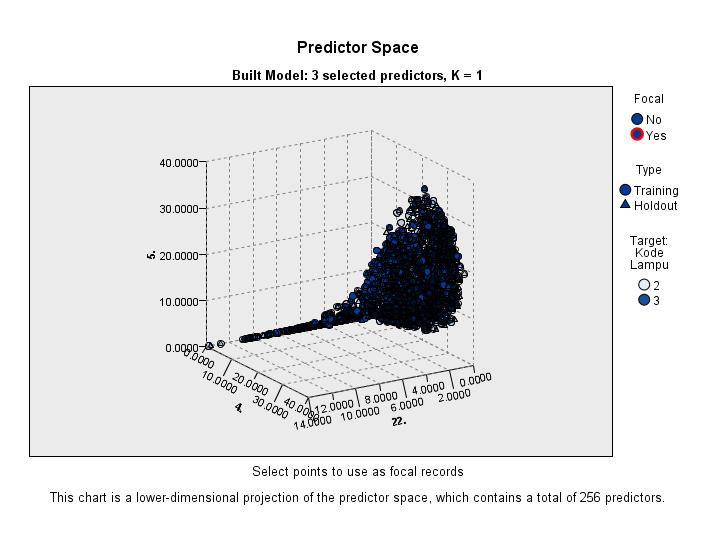 Predictor Space
Built Model: 3 selected predictors, K = 1
Focal
No
Yes
Type
Training
Holdout
Target:
Kode
Lampu
2
3
40.0000
30.0000
5.
20.0000
10.0000
0.0000
0.0000
10.0000
20.0000
30.0000
40.0000
4.
14.0000
12.0000
10.0000
8.0000
6.0000
4.0000
2.0000
0.0000
22.
Select points to use as focal records
This chart is a lower-dimensional projection of the predictor space, which contains a total of 256 predictors.